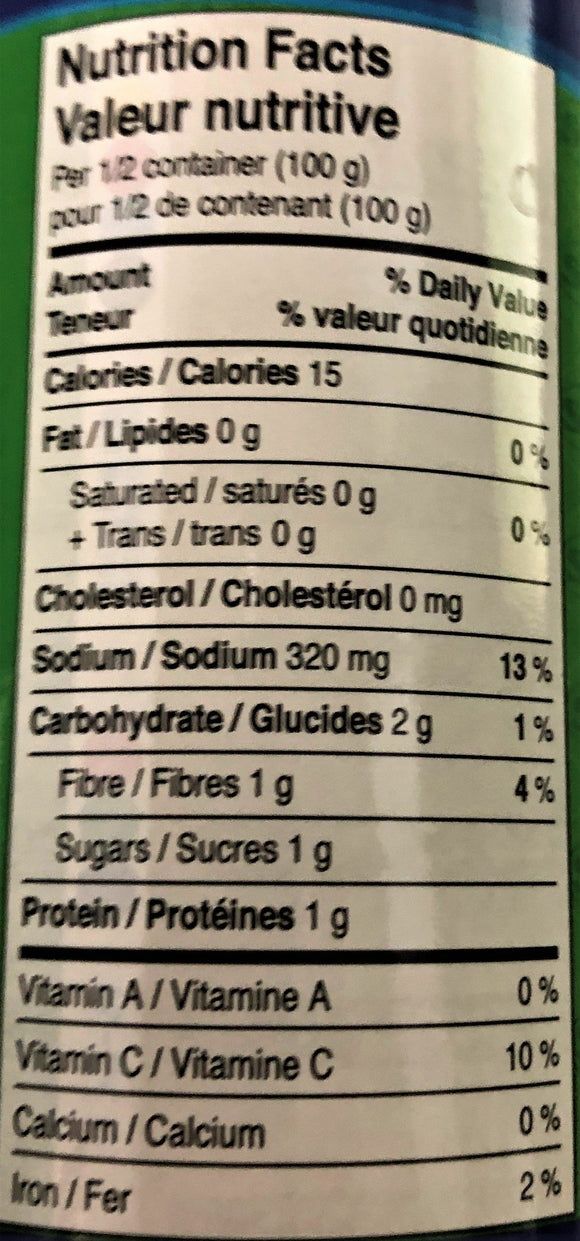 Nutrition Facts
Valeur nutritive
Per 1/2 container (100 g)
pour 1/2 de contenant (100 g)
Amount % Daily Value
Teneur % valeur quotidienne
Calories / Calories 15
Fat / Lipides 0 g 0 %
Saturated / saturés 0 g
+ Trans / trans 0 g 0 %
Cholesterol / Cholestérol 0 mg
Sodium / Sodium 320 mg 13 %
Carbohydrate / Glucides 2 g 1 %
Fibre / Fibres 1 g 4 %
Sugars / Sucres 1 g
Protein / Protéines 1 g
Vitamin A / Vitamine A 0 %
Vitamin C / Vitamine C 10 %
Calcium / Calcium 0 %
Iron / Fer 2 %